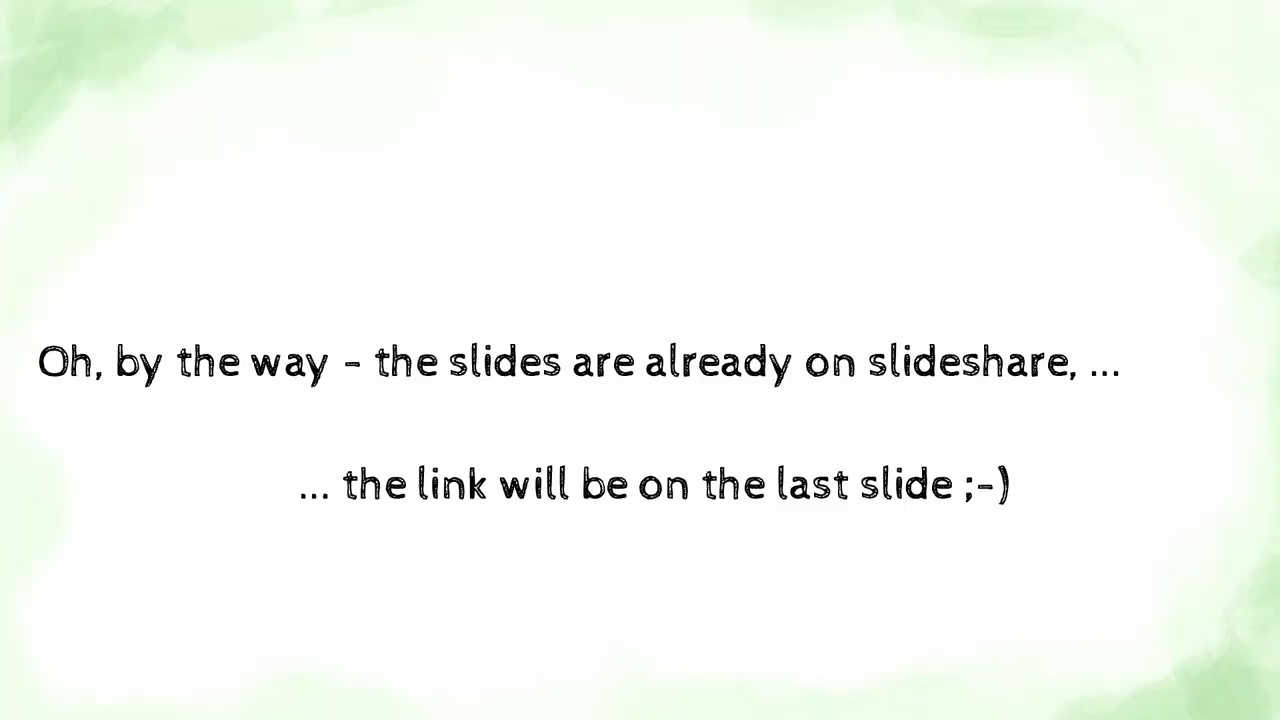 Oh, by the way - the slides are already on slideshare, ...
... the link will be on the last slide ;-)